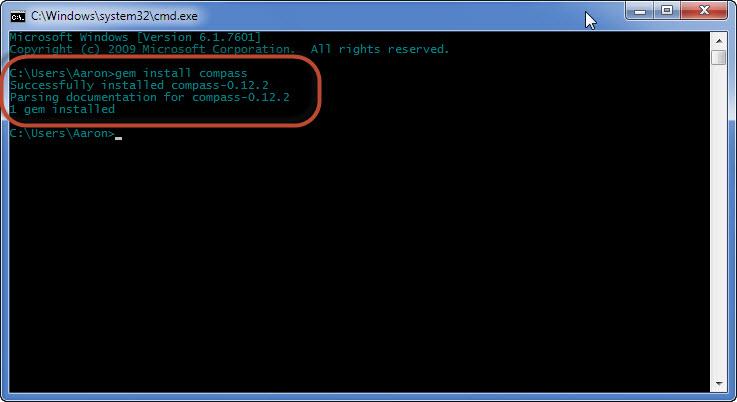 C:\Windows\system32\cmd.exe
Microsoft Windows [Version 6.1.7601]
Copyright (c) 2009 Microsoft Corporation.  All rights reserved.
C:\Users\Aaron>gem install compass
Successfully installed compass-0.12.2
Parsing documentation for compass-0.12.2
1 gem installed
C:\Users\Aaron>